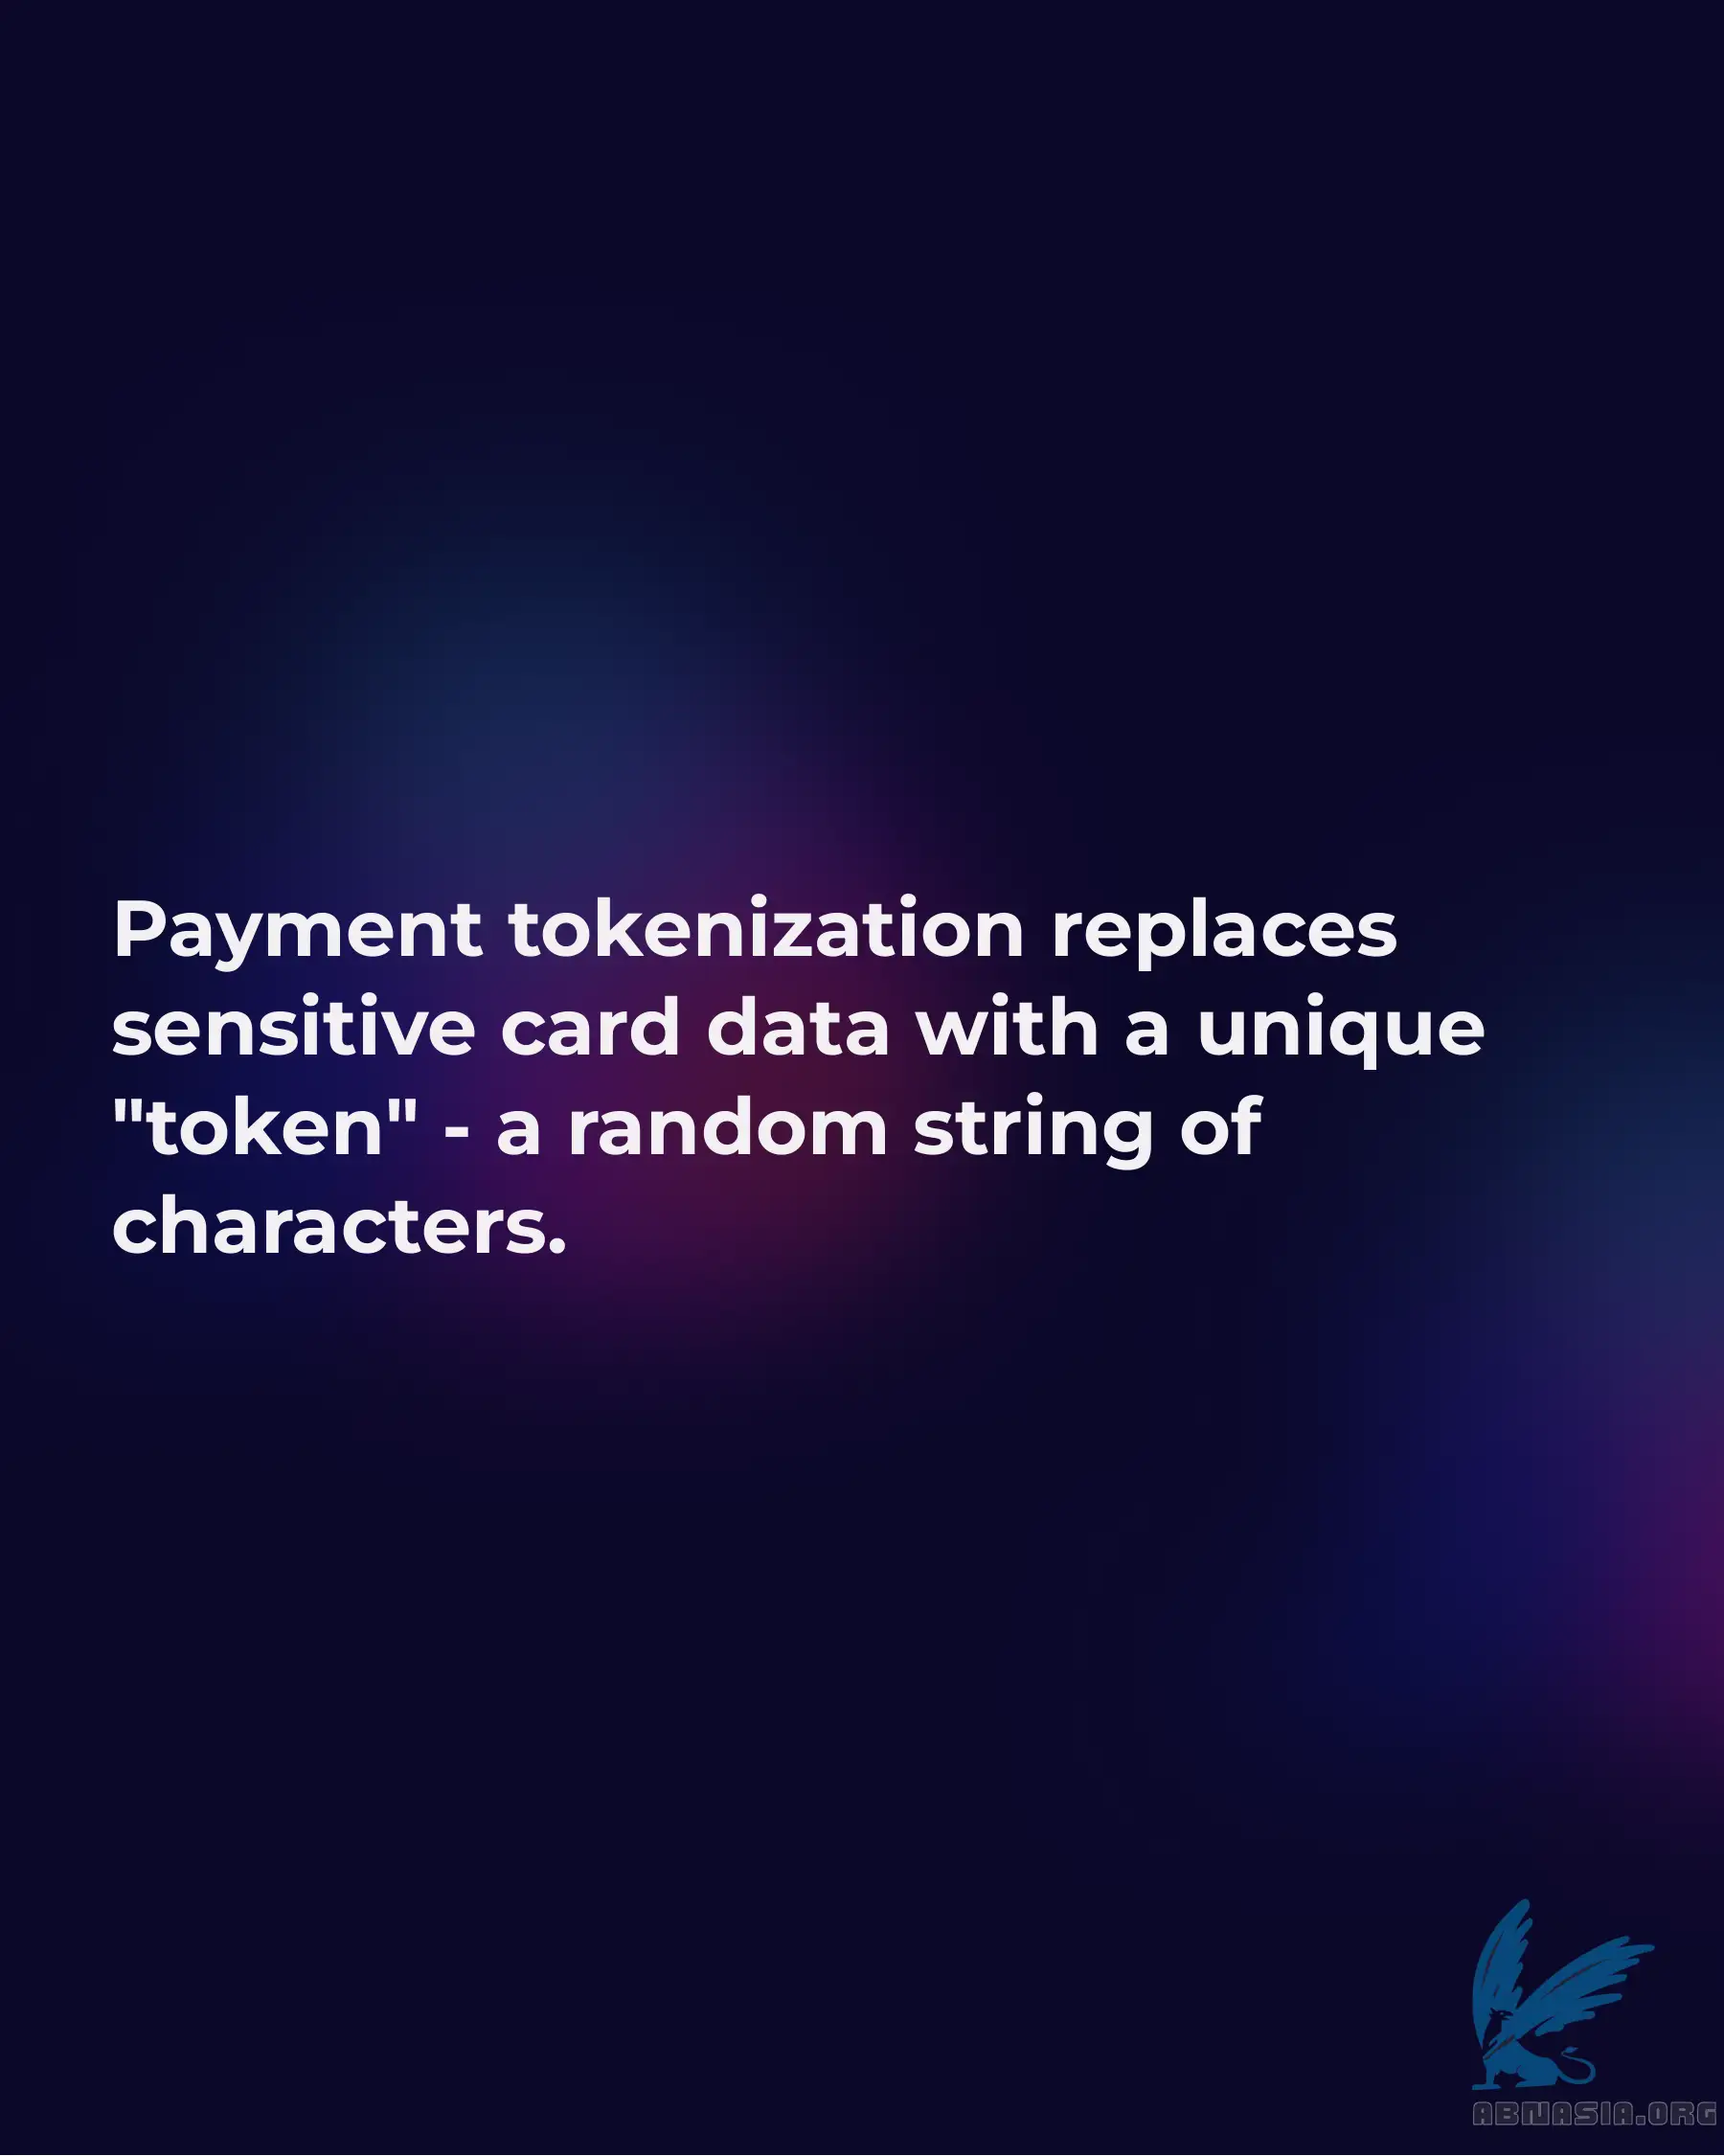 Payment tokenization replaces
sensitive card data with a unique
"token" - a random string of
characters.
ABNASIA.ORG